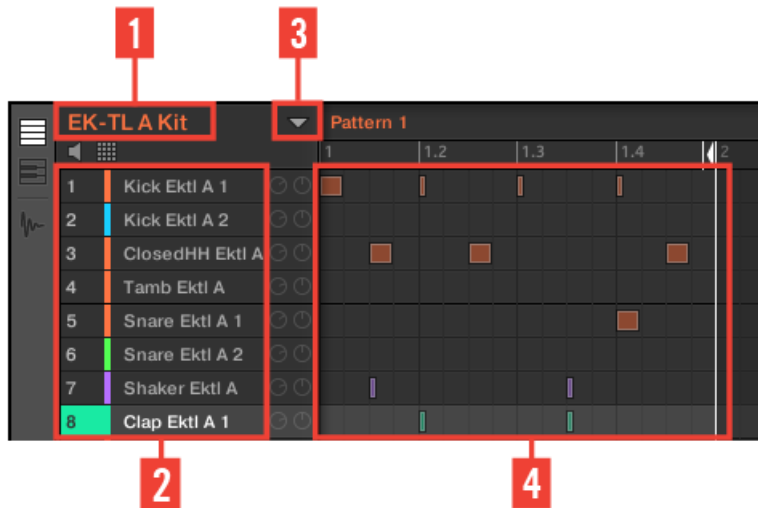 1
3
EK-TL A Kit
Pattern 1
1 1.2 1.3 1.4 2
1 Kick Ektl A 1
2 Kick Ektl A 2
3 ClosedHH Ektl A
4 Tamb Ektl A
5 Snare Ektl A 1
6 Snare Ektl A 2
7 Shaker Ektl A
8 Clap Ektl A 1
2
4